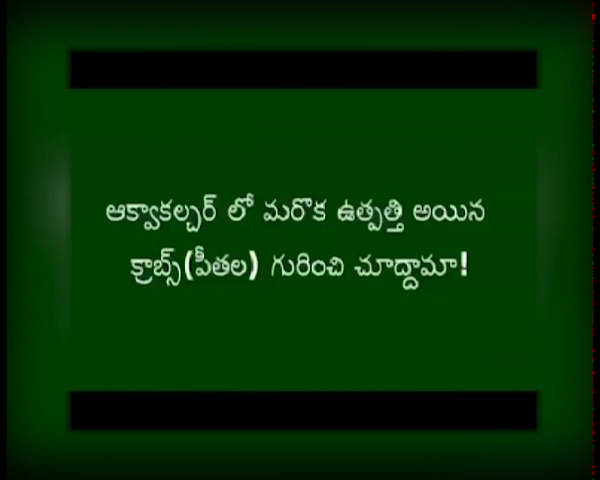 ఆక్వాకల్చర్ లో మరొక ఉత్పత్తి అయిన
క్రాబ్స్(పీతల) గురించి చూద్దామా!